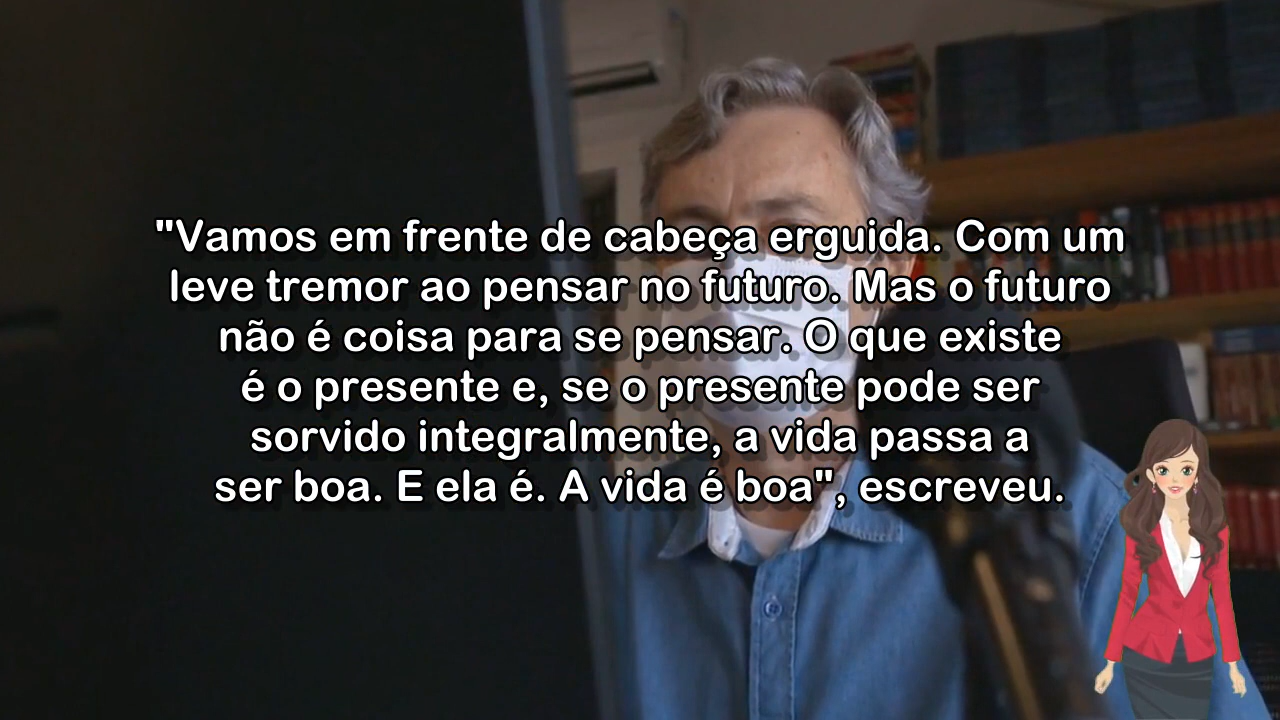 "Vamos em frente de cabeça erguida. Com um
leve tremor ao pensar no futuro. Mas o futuro
não é coisa para se pensar. O que existe
é o presente e, se o presente pode ser
sorvido integralmente, a vida passa a
ser boa. E ela é. A vida é boa", escreveu.